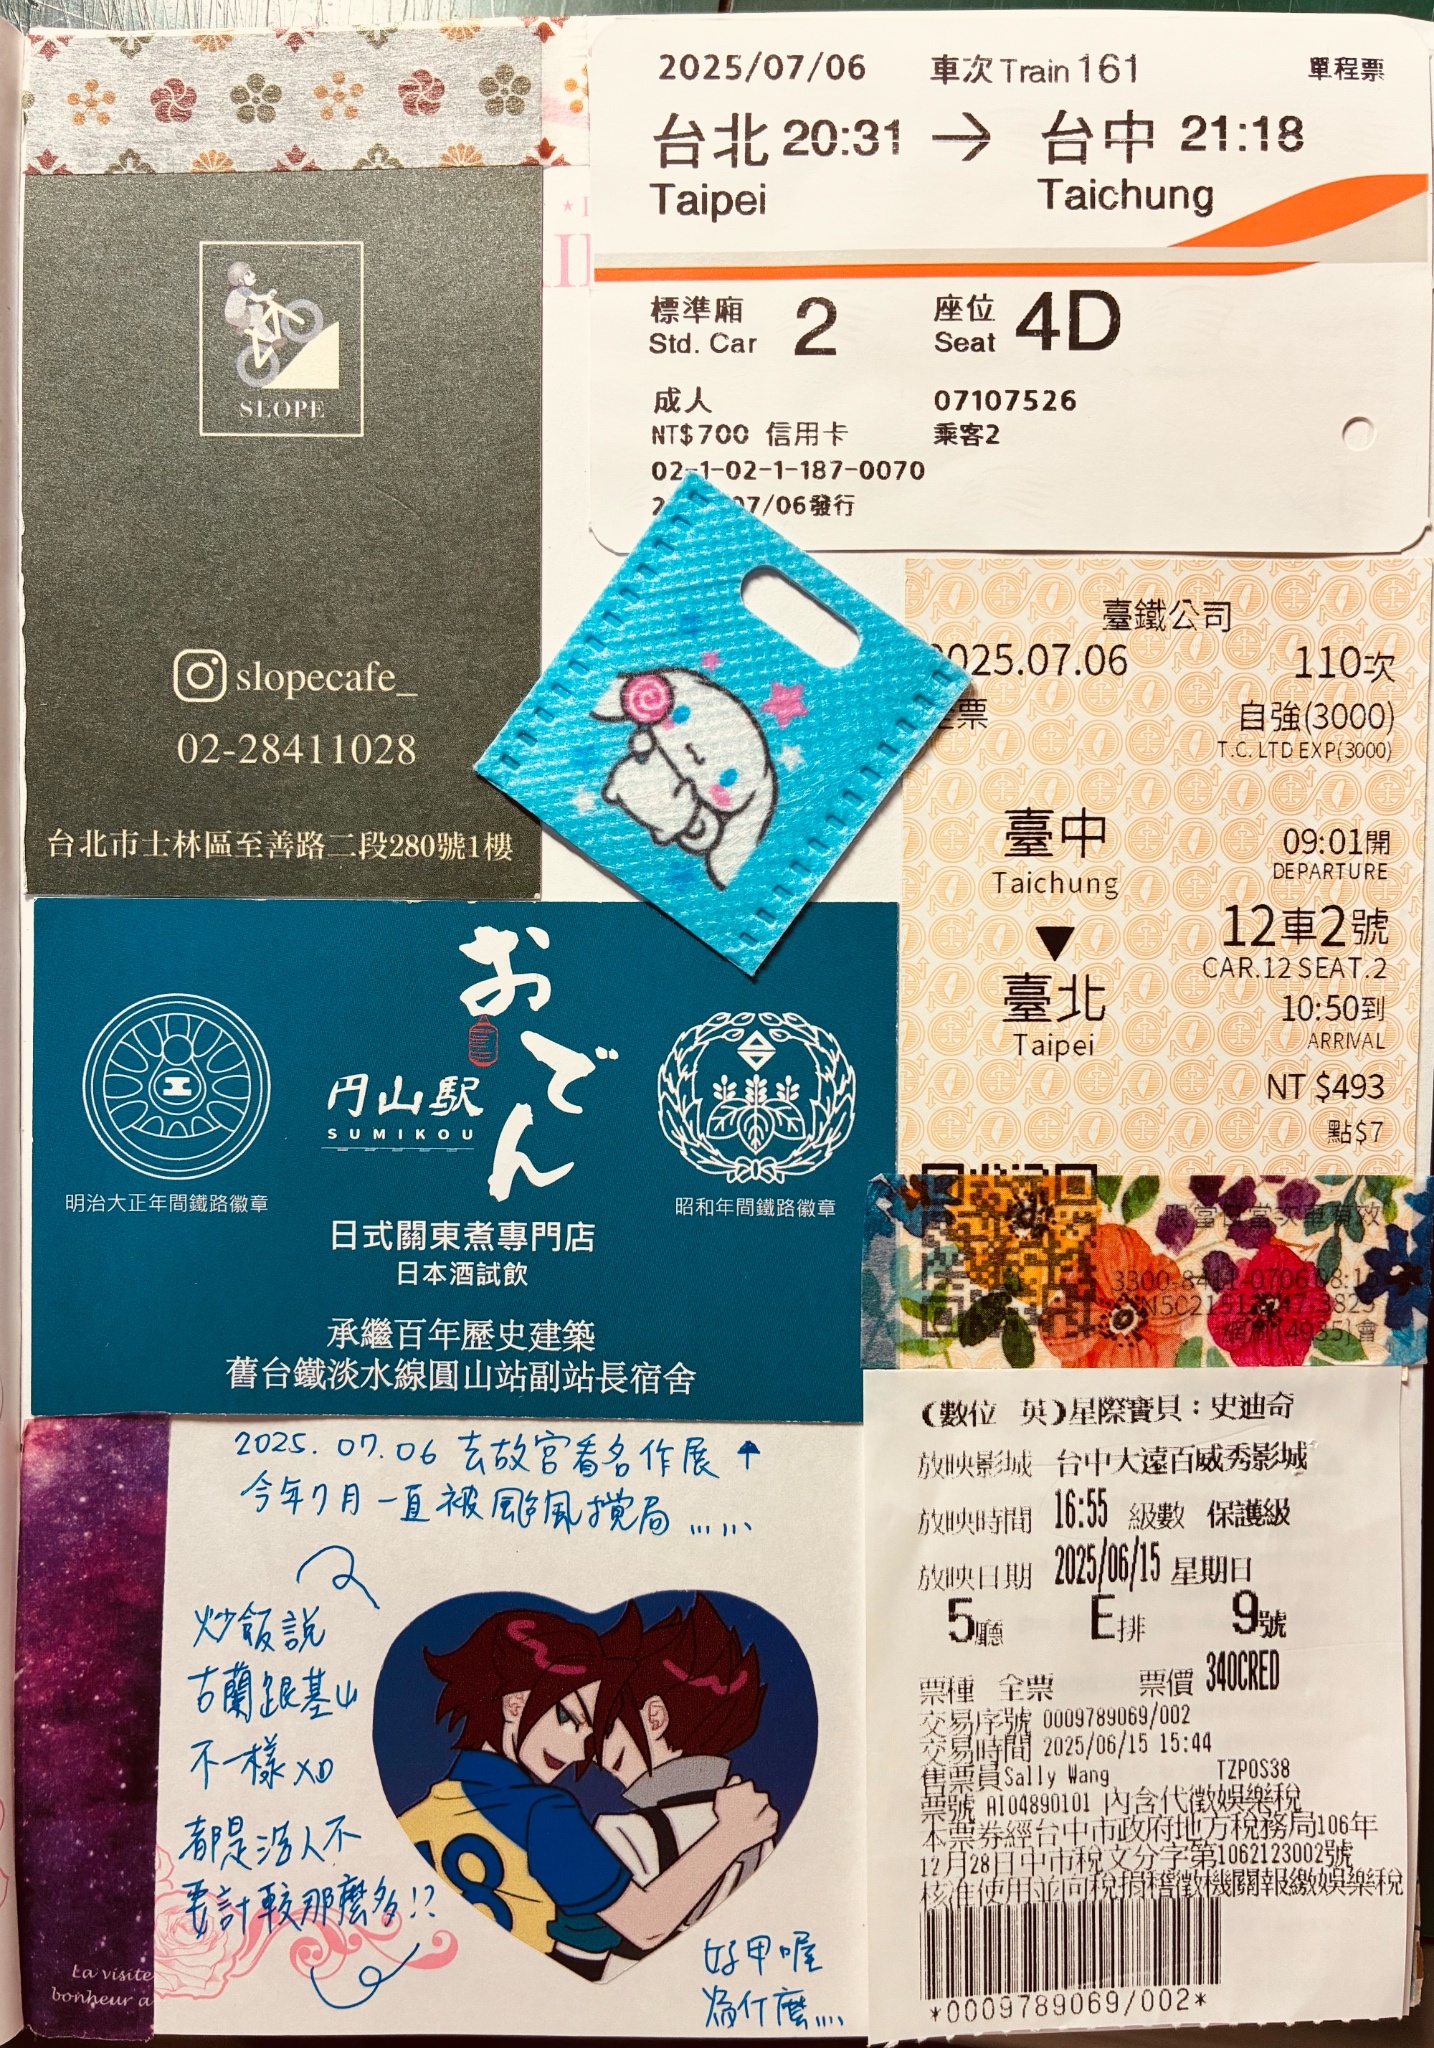 2025/07/06 車次 Train 161 單程票
台北 20:31 → 台中 21:18
Taipei Taichung
標準廂 2 座位 4D
Std. Car Seat
成人 07107526
NT$700 信用卡 乘客2
02-1-02-1-187-0070
07/06發行
SLOPE
slopecafe_
02-28411028
台北市士林區至善路二段280號1樓
臺鐵公司
2025.07.06 110次
票 自強(3000)
T.C. LTD EXP(3000)
臺中 09:01開
Taichung DEPARTURE
12車2號
CAR.12 SEAT.2
臺北 10:50到
Taipei ARRIVAL
NT $493
點$7
おでん
円山駅
SUMIKOU
明治大正年間鐵路徽章
昭和年間鐵路徽章
日式關東煮專門店
日本酒試飲
承繼百年歷史建築
舊台鐵淡水線圓山站副站長宿舍
2025.07.06 去故宮看名作展↑
今年7月一直被颱風攪局......
炒飯說
古蘭跟基山
不一樣XD
都是活人不
要計較那麼多!?
好甲喔
為什麼....
18
La visite
bonheur a
(數位 英)星際寶貝:史迪奇
放映影城 台中大遠百威秀影城
放映時間 16:55 級數 保護級
放映日期 2025/06/15 星期日
5廳 E排 9號
票種 全票 票價 340CRED
交易序號 0009789069/002
交易時間 2025/06/15 15:44
售票員Sally Wang TZPOS38
票號 AI04890101 內含代徵娛樂稅
本票券經台中市政府地方稅務局106年
12月28日中市稅文分字第1062123002號
核准使用並向稅捐稽徵機關報繳娛樂稅
*0009789069/002*